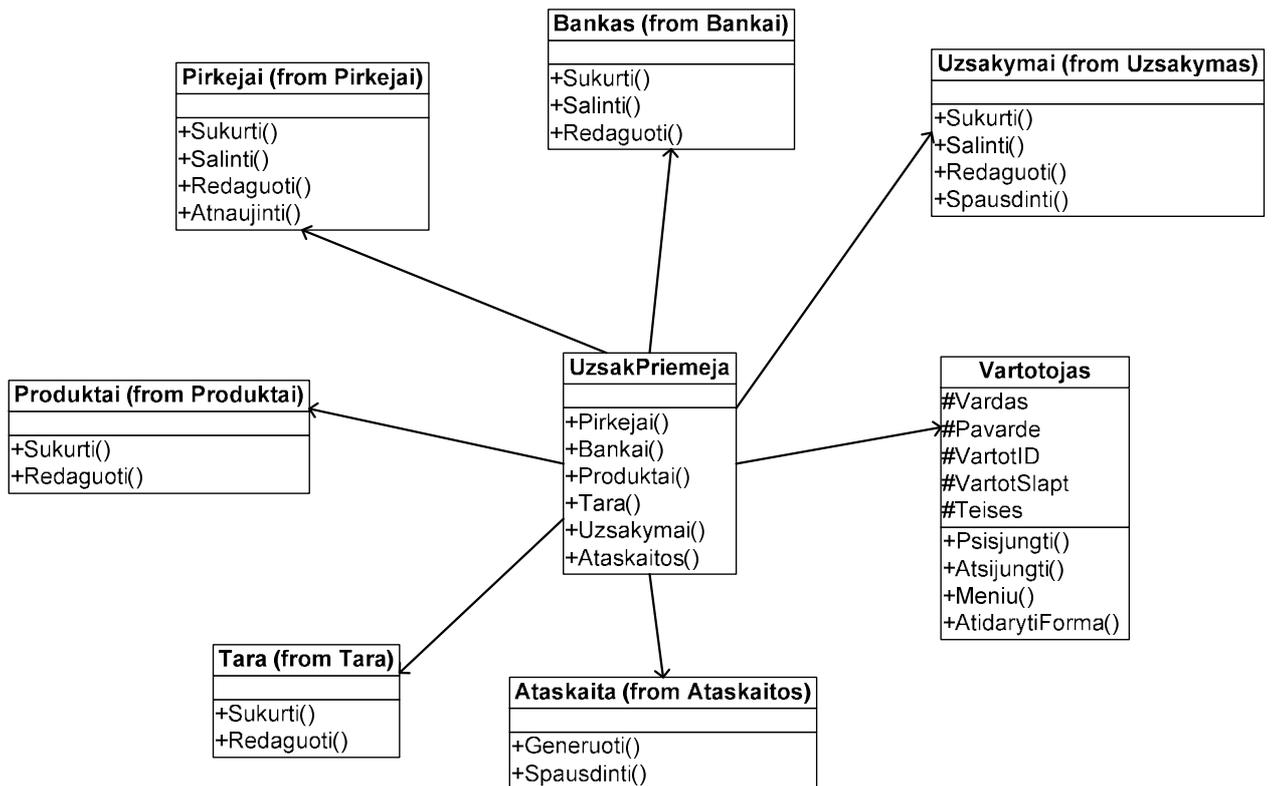 Bankas (from Bankai)
+Sukurti()
+Salinti()
+Redaguoti()
Pirkejai (from Pirkejai)
+Sukurti()
+Salinti()
+Redaguoti()
+Atnaujinti()
Uzsakymai (from Uzsakymas)
+Sukurti()
+Salinti()
+Redaguoti()
+Spausdinti()
UzsakPriemeja
+Pirkejai()
+Bankai()
+Produktai()
+Tara()
+Uzsakymai()
+Ataskaitos()
Vartotojas
#Vardas
#Pavarde
#VartotID
#VartotSlapt
#Teises
+Psisjungti()
+Atsijungti()
+Meniu()
+AtidarytiForma()
Produktai (from Produktai)
+Sukurti()
+Redaguoti()
Tara (from Tara)
+Sukurti()
+Redaguoti()
Ataskaita (from Ataskaitos)
+Generuoti()
+Spausdinti()